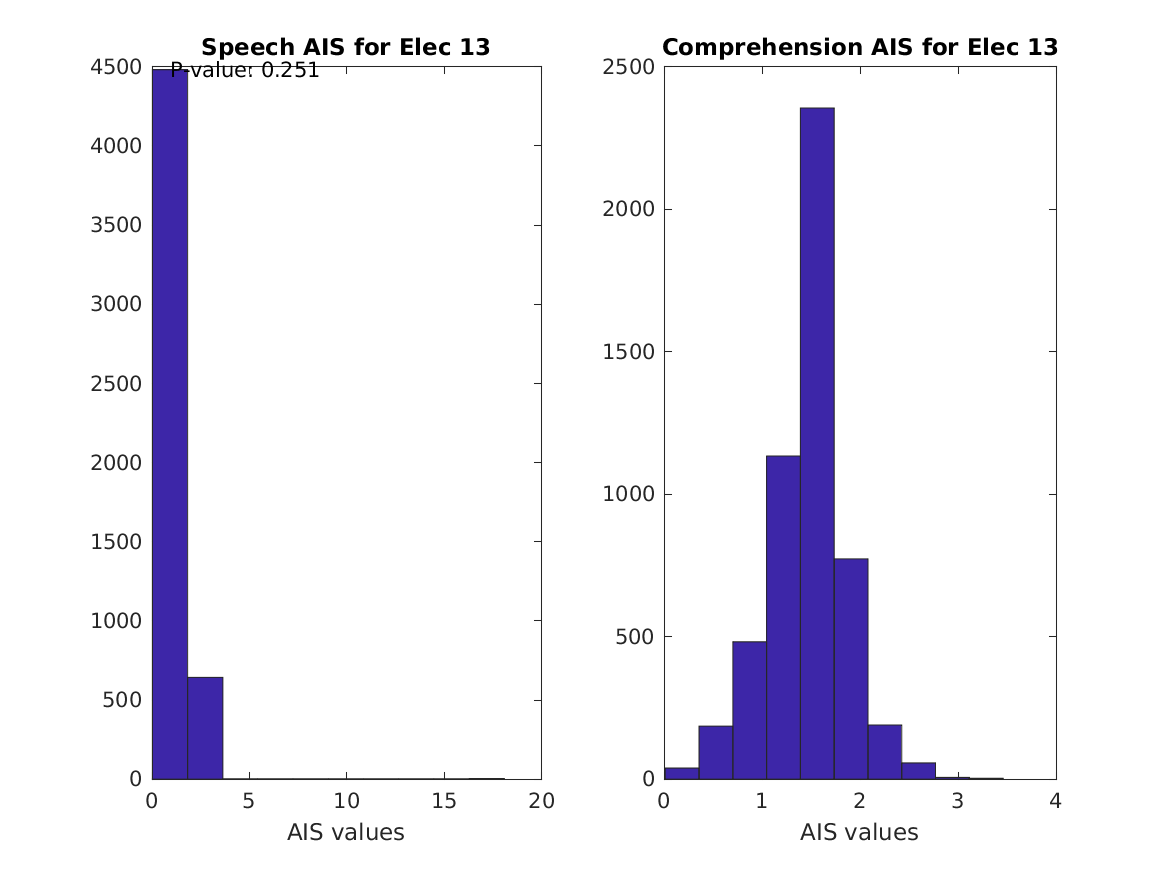 Speech AIS for Elec 13
P-value: 0.251
4500
4000
3500
3000
2500
2000
1500
1000
500
0
0 5 10 15 20
AIS values
Comprehension AIS for Elec 13
2500
2000
1500
1000
500
0
0 1 2 3 4
AIS values